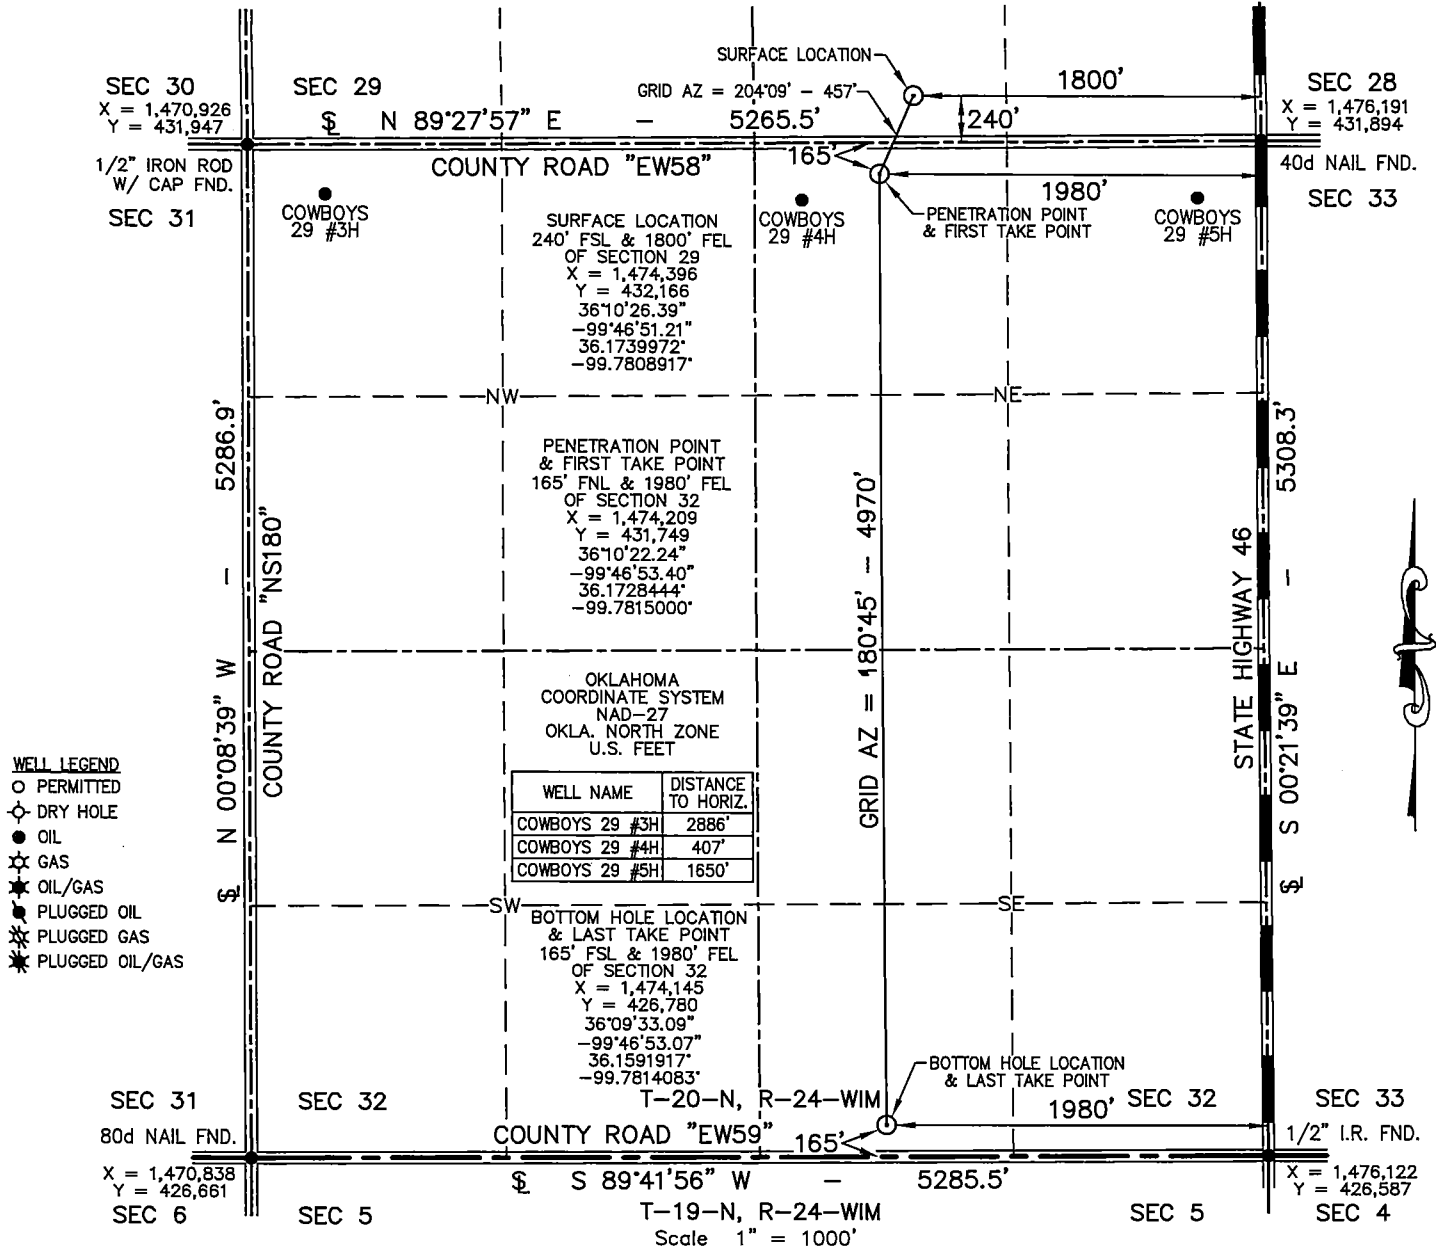 SURFACE LOCATION
SEC 30
SEC 29
GRID AZ = 204°09' - 457'
1800'
SEC 28
X = 1,470,926
Y = 431,947
N 89°27'57" E - 5265.5'
240'
X = 1,476,191
Y = 431,894
1/2" IRON ROD
W/ CAP FND.
COUNTY ROAD "EW58"
165'
40d NAIL FND.
1980'
SEC 31
SEC 33
COWBOYS
29 #3H
COWBOYS
29 #4H
PENETRATION POINT
& FIRST TAKE POINT
COWBOYS
29 #5H
SURFACE LOCATION
240' FSL & 1800' FEL
OF SECTION 29
X = 1,474,396
Y = 432,166
36°10'26.39"
-99°46'51.21"
36.1739972°
-99.7808917°
NW
NE
PENETRATION POINT
& FIRST TAKE POINT
165' FNL & 1980' FEL
OF SECTION 32
X = 1,474,209
Y = 431,749
36°10'22.24"
-99°46'53.40"
36.1728444°
-99.7815000°
N 00°08'39" W - 5286.9'
COUNTY ROAD "NS180"
GRID AZ = 180°45' - 4970'
STATE HIGHWAY 46
S 00°21'39" E - 5308.3'
OKLAHOMA
COORDINATE SYSTEM
NAD-27
OKLA. NORTH ZONE
U.S. FEET
WELL NAME DISTANCE TO HORIZ.
COWBOYS 29 #3H 2886'
COWBOYS 29 #4H 407'
COWBOYS 29 #5H 1650'
WELL LEGEND
PERMITTED
DRY HOLE
OIL
GAS
OIL/GAS
PLUGGED OIL
PLUGGED GAS
PLUGGED OIL/GAS
SW
SE
BOTTOM HOLE LOCATION
& LAST TAKE POINT
165' FSL & 1980' FEL
OF SECTION 32
X = 1,474,145
Y = 426,780
36°09'33.09"
-99°46'53.07"
36.1591917°
-99.7814083°
BOTTOM HOLE LOCATION
& LAST TAKE POINT
SEC 31
SEC 32
T-20-N, R-24-WIM
1980'
SEC 32
SEC 33
80d NAIL FND.
COUNTY ROAD "EW59"
165'
1/2" I.R. FND.
X = 1,470,838
Y = 426,661
S 89°41'56" W - 5285.5'
X = 1,476,122
Y = 426,587
SEC 6
SEC 5
T-19-N, R-24-WIM
SEC 5
SEC 4
Scale 1" = 1000'